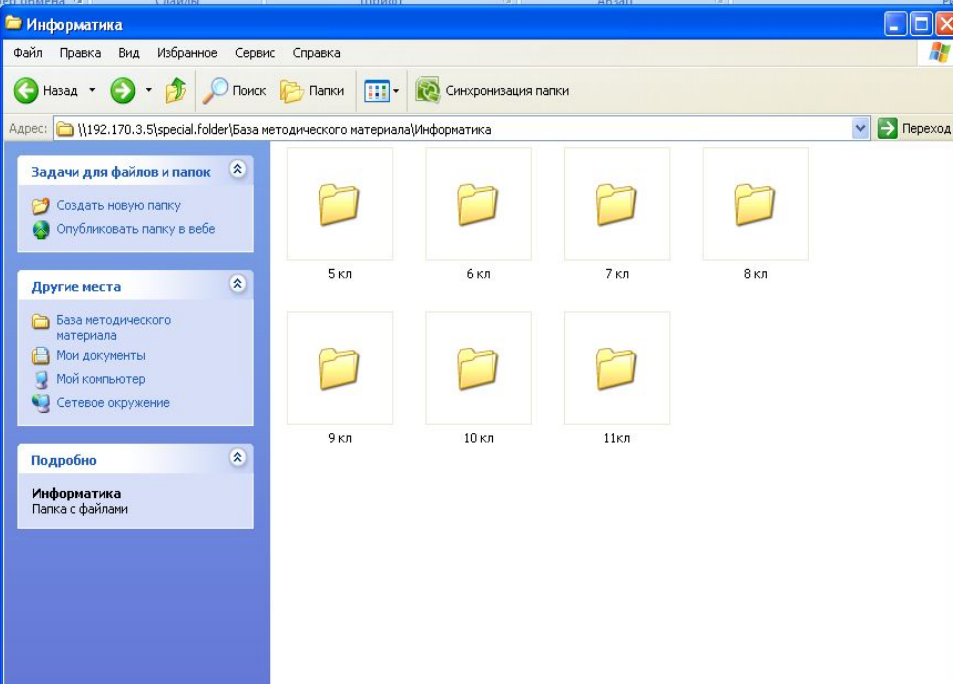 Шрифт
Абзац
Информатика
Файл Правка Вид Избранное Сервис Справка
Назад Поиск Папки Синхронизация папки
Адрес: \\192.170.3.5\special.folder\База методического материала\Информатика Переход
Задачи для файлов и папок
Создать новую папку
Опубликовать папку в вебе
Другие места
База методического
материала
Мои документы
Мой компьютер
Сетевое окружение
Подробно
Информатика
Папка с файлами
5 кл 6 кл 7 кл 8 кл
9 кл 10 кл 11кл